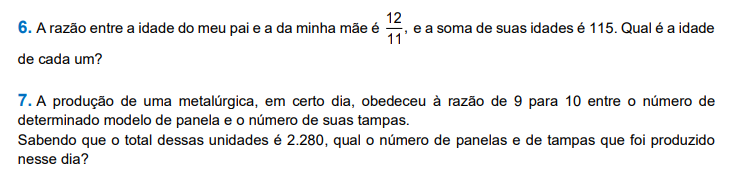 6. A razão entre a idade do meu pai e a da minha mãe é 12/11, e a soma de suas idades é 115. Qual é a idade
de cada um?
7. A produção de uma metalúrgica, em certo dia, obedeceu à razão de 9 para 10 entre o número de
determinado modelo de panela e o número de suas tampas.
Sabendo que o total dessas unidades é 2.280, qual o número de panelas e de tampas que foi produzido
nesse dia?